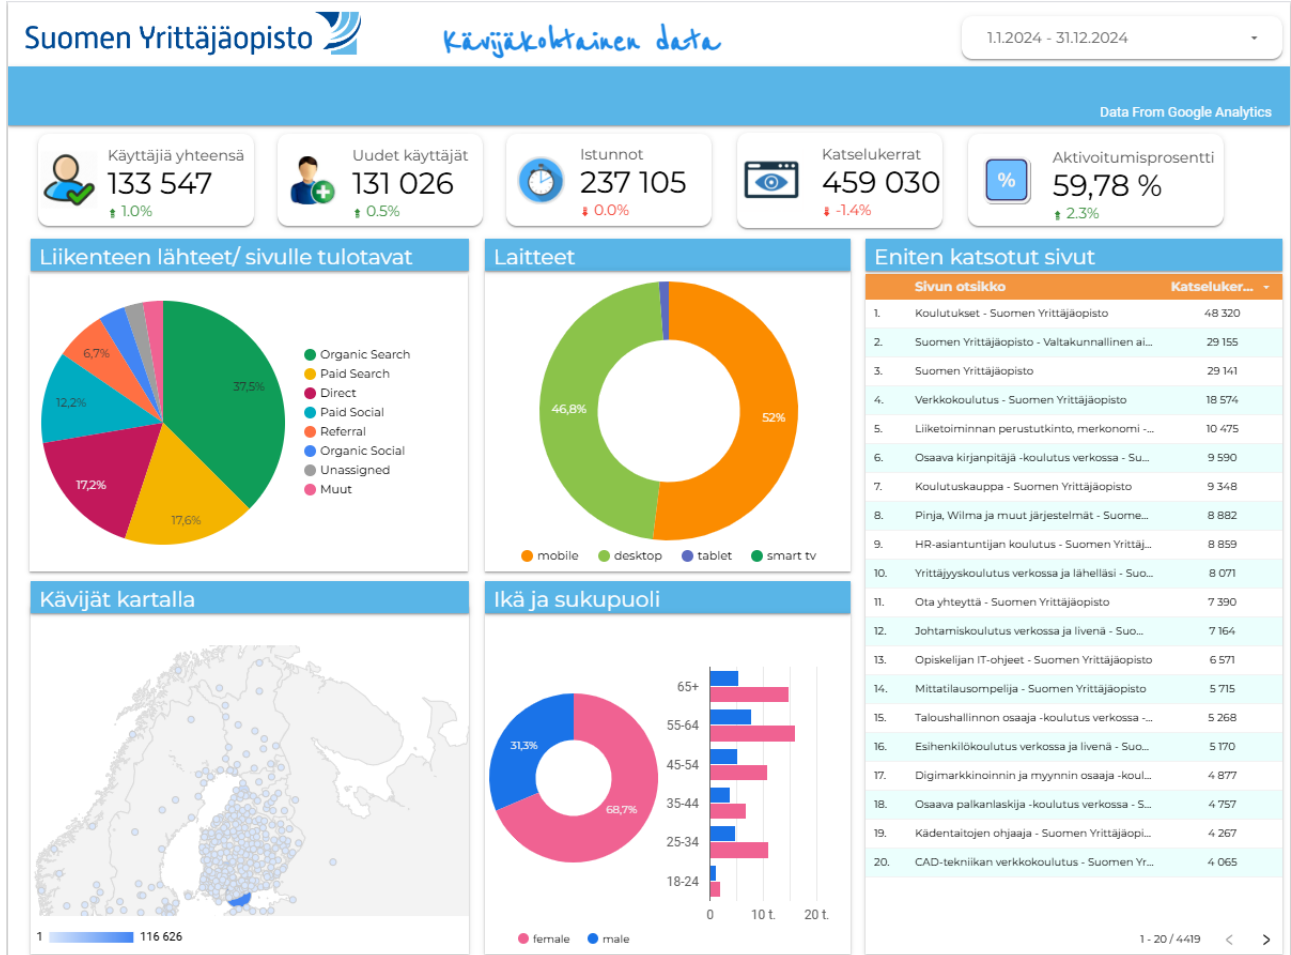 Suomen Yrittäjäopisto
Kävijäkohtainen data
1.1.2024 - 31.12.2024
Data From Google Analytics
Käyttäjiä yhteensä
133 547
1.0%
Uudet käyttäjät
131 026
0.5%
Istunnot
237 105
0.0%
Katselukerrat
459 030
-1.4%
%
Aktivoitumisprosentti
59,78 %
2.3%
Liikenteen lähteet/ sivulle tulotavat
37,5%
17,6%
17,2%
12,2%
6,7%
Organic Search
Paid Search
Direct
Paid Social
Referral
Organic Social
Unassigned
Muut
Laitteet
46,8%
52%
mobile
desktop
tablet
smart tv
Eniten katsotut sivut
Sivun otsikko Katseluker...
1. Koulutukset - Suomen Yrittäjäopisto 48 320
2. Suomen Yrittäjäopisto - Valtakunnallinen ai... 29 155
3. Suomen Yrittäjäopisto 29 141
4. Verkkokoulutus - Suomen Yrittäjäopisto 18 574
5. Liiketoiminnan perustutkinto, merkonomi -... 10 475
6. Osaava kirjanpitäjä -koulutus verkossa - Su... 9 590
7. Koulutuskauppa - Suomen Yrittäjäopisto 9 348
8. Pinja, Wilma ja muut järjestelmät - Suome... 8 882
9. HR-asiantuntijan koulutus - Suomen Yrittäj... 8 859
10. Yrittäjyyskoulutus verkossa ja lähelläsi - Suo... 8 071
11. Ota yhteyttä - Suomen Yrittäjäopisto 7 390
12. Johtamiskoulutus verkossa ja livenä - Suo... 7 164
13. Opiskelijan IT-ohjeet - Suomen Yrittäjäopisto 6 571
14. Mittatilausompelija - Suomen Yrittäjäopisto 5 715
15. Taloushallinnon osaaja -koulutus verkossa -... 5 268
16. Esihenkilökoulutus verkossa ja livenä - Suo... 5 170
17. Digimarkkinoinnin ja myynnin osaaja -koul... 4 877
18. Osaava palkanlaskija -koulutus verkossa - S... 4 757
19. Kädentaitojen ohjaaja - Suomen Yrittäjäopi... 4 267
20. CAD-tekniikan verkkokoulutus - Suomen Yr... 4 065
1 - 20 / 4419
Kävijät kartalla
1 116 626
Ikä ja sukupuoli
31,3%
68,7%
65+
55-64
45-54
35-44
25-34
18-24
0 10 t. 20 t.
female
male